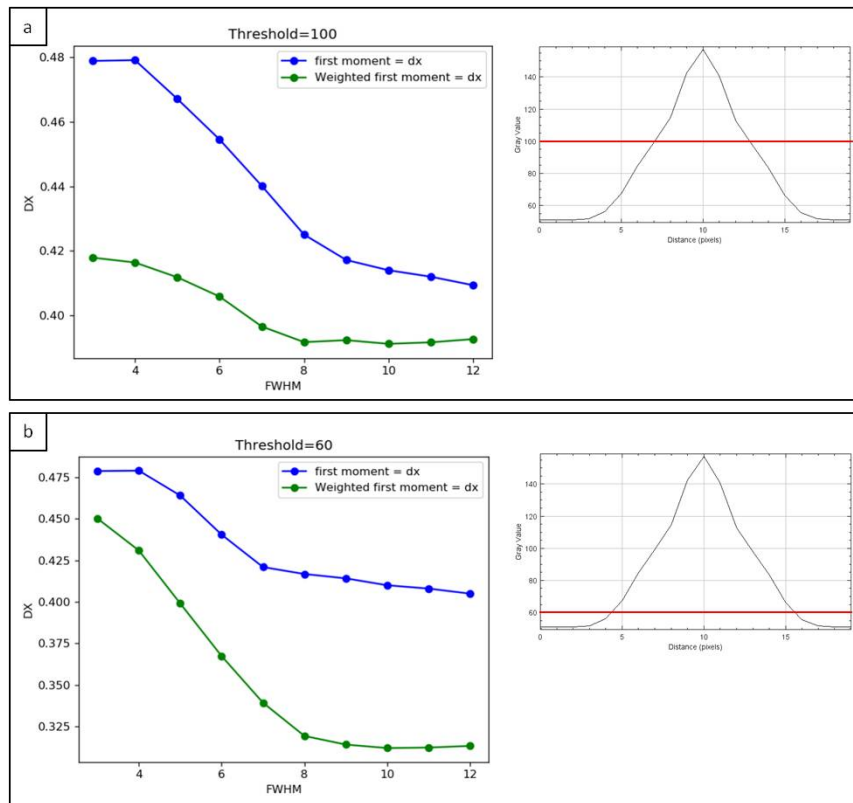 a
Threshold=100
first moment = dx
Weighted first moment = dx
0.48
0.46
0.44
0.42
0.40
DX
4
6
8
10
12
FWHM
140
120
100
80
60
Gray Value
0
5
10
15
Distance (pixels)
b
Threshold=60
first moment = dx
Weighted first moment = dx
0.475
0.450
0.425
0.400
0.375
0.350
0.325
DX
4
6
8
10
12
FWHM
140
120
100
80
60
Gray Value
0
5
10
15
Distance (pixels)